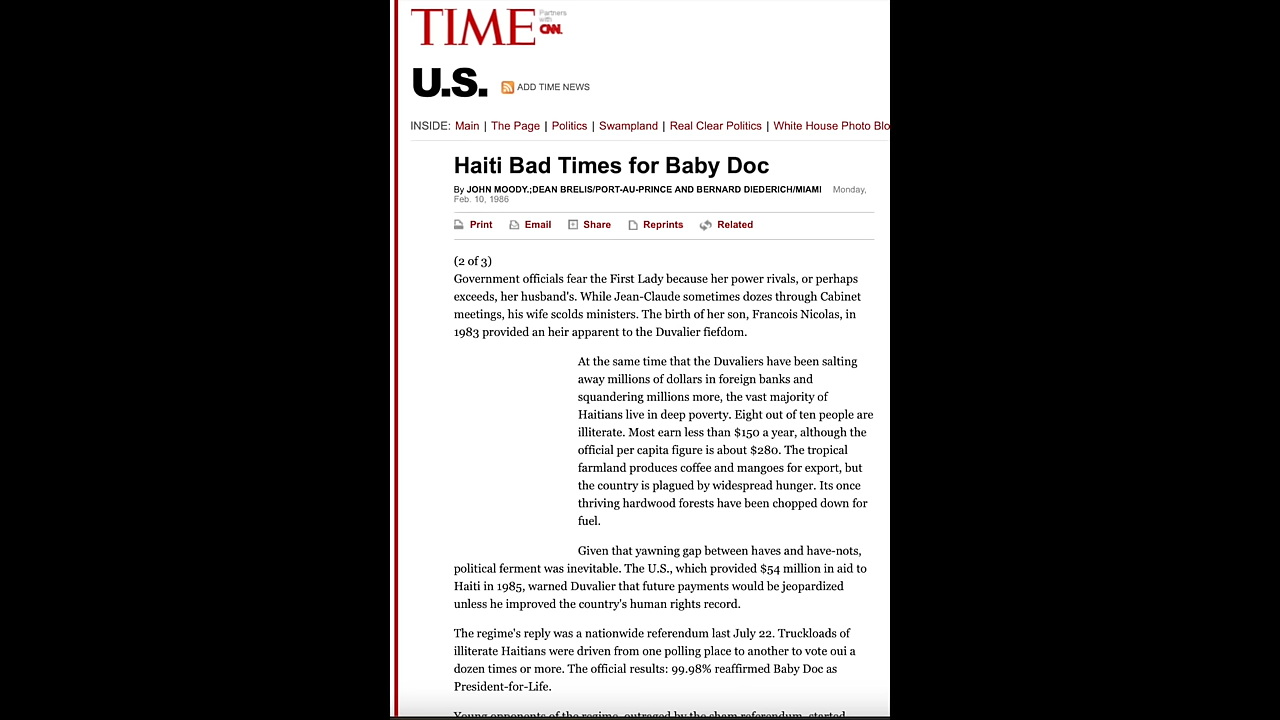 TIME Partners with CNN
U.S. ADD TIME NEWS
INSIDE: Main | The Page | Politics | Swampland | Real Clear Politics | White House Photo Blo
Haiti Bad Times for Baby Doc
By JOHN MOODY.;DEAN BRELIS/PORT-AU-PRINCE AND BERNARD DIEDERICH/MIAMI Monday,
Feb. 10, 1986
Print Email Share Reprints Related
(2 of 3)
Government officials fear the First Lady because her power rivals, or perhaps
exceeds, her husband's. While Jean-Claude sometimes dozes through Cabinet
meetings, his wife scolds ministers. The birth of her son, Francois Nicolas, in
1983 provided an heir apparent to the Duvalier fiefdom.
At the same time that the Duvaliers have been salting
away millions of dollars in foreign banks and
squandering millions more, the vast majority of
Haitians live in deep poverty. Eight out of ten people are
illiterate. Most earn less than $150 a year, although the
official per capita figure is about $280. The tropical
farmland produces coffee and mangoes for export, but
the country is plagued by widespread hunger. Its once
thriving hardwood forests have been chopped down for
fuel.
Given that yawning gap between haves and have-nots,
political ferment was inevitable. The U.S., which provided $54 million in aid to
Haiti in 1985, warned Duvalier that future payments would be jeopardized
unless he improved the country's human rights record.
The regime's reply was a nationwide referendum last July 22. Truckloads of
illiterate Haitians were driven from one polling place to another to vote oui a
dozen times or more. The official results: 99.98% reaffirmed Baby Doc as
President-for-Life.
Young opponents of the regime, outraged by the sham referendum, started